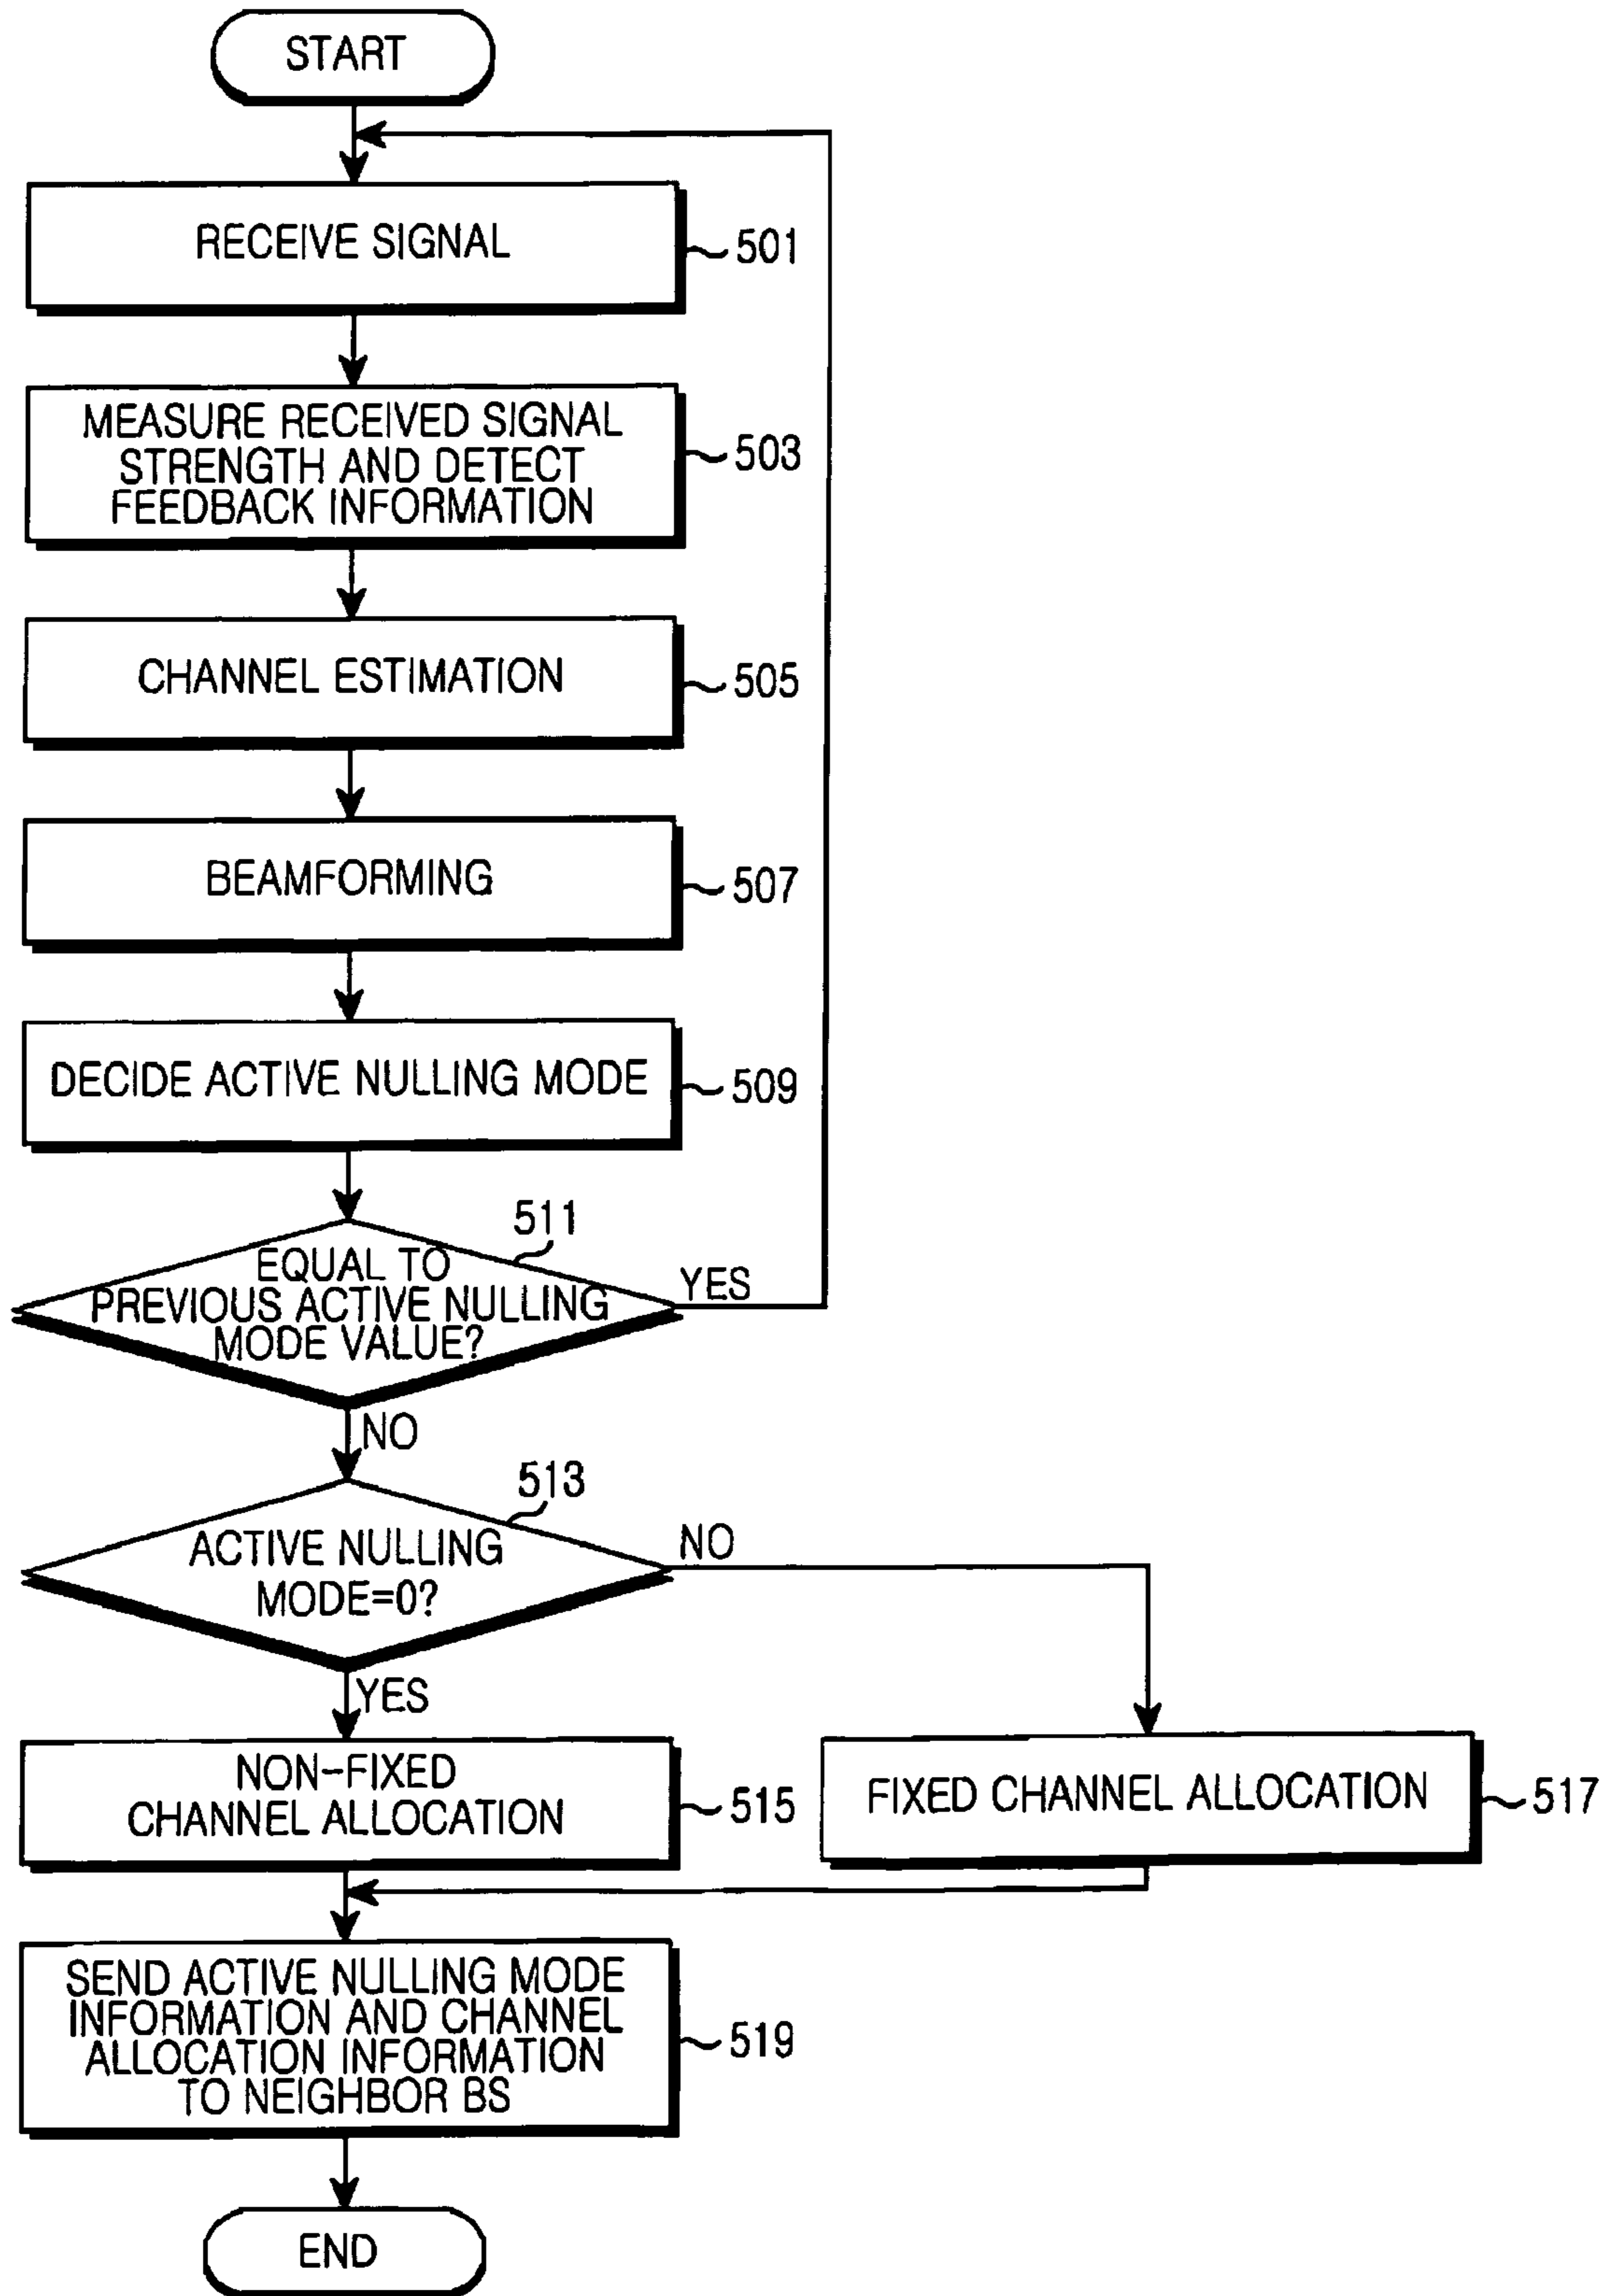 START
RECEIVE SIGNAL
501
MEASURE RECEIVED SIGNAL
STRENGTH AND DETECT
FEEDBACK INFORMATION
503
CHANNEL ESTIMATION
505
BEAMFORMING
507
DECIDE ACTIVE NULLING MODE
509
511
EQUAL TO
PREVIOUS ACTIVE NULLING
MODE VALUE?
YES
NO
513
ACTIVE NULLING
MODE=0?
NO
YES
NON-FIXED
CHANNEL ALLOCATION
515
FIXED CHANNEL ALLOCATION
517
SEND ACTIVE NULLING MODE
INFORMATION AND CHANNEL
ALLOCATION INFORMATION
TO NEIGHBOR BS
519
END